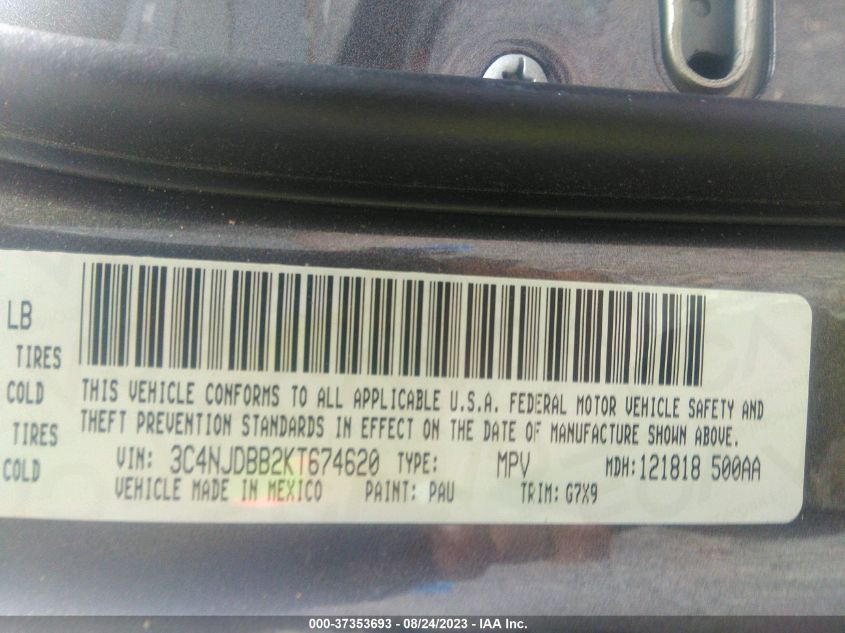 LB
TIRES
COLD
TIRES
COLD
THIS VEHICLE CONFORMS TO ALL APPLICABLE U.S.A. FEDERAL MOTOR VEHICLE SAFETY AND
THEFT PREVENTION STANDARDS IN EFFECT ON THE DATE OF MANUFACTURE SHOWN ABOVE.
VIN: 3C4NJDBB2KT674620 TYPE: MPV MDH:121818 500AA
VEHICLE MADE IN MEXICO PAINT: PAU TRIM: G7X9
000-37353693 - 08/24/2023 - IAA Inc.